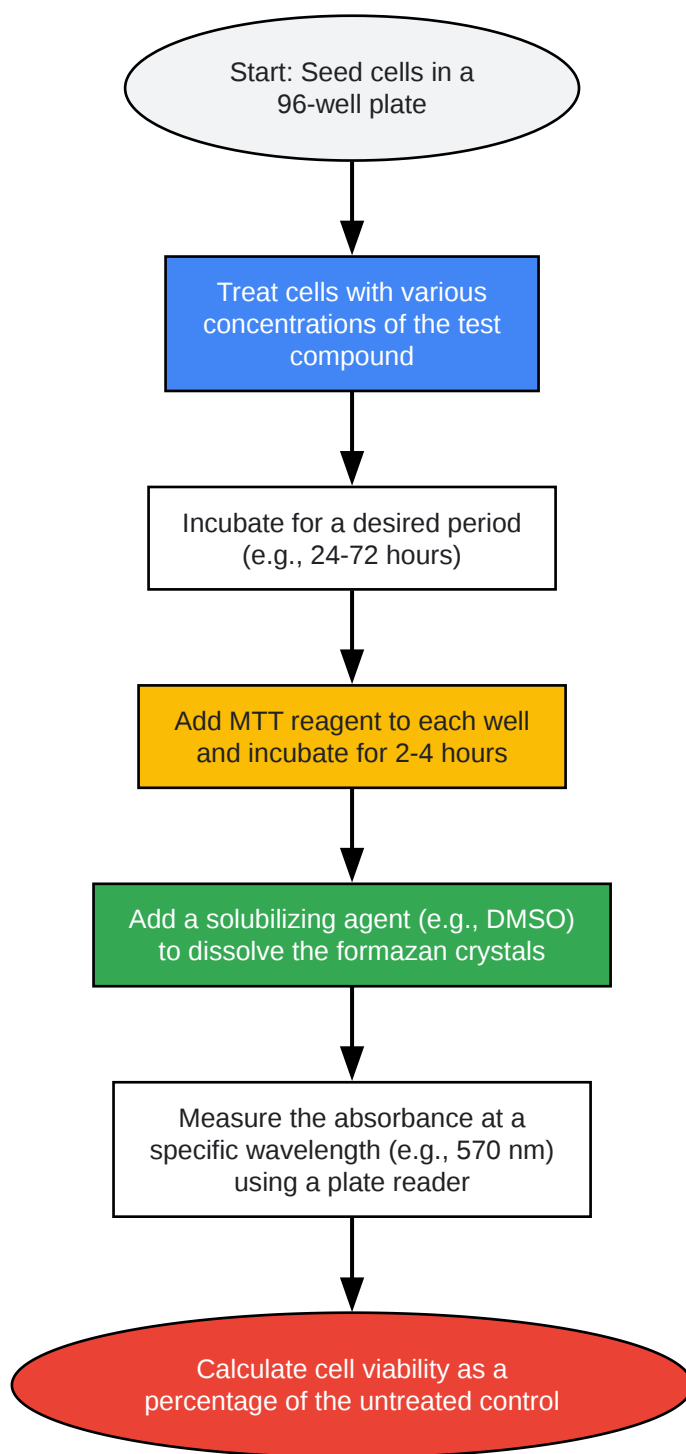 Start: Seed cells in a
96-well plate
Treat cells with various
concentrations of the test
compound
Incubate for a desired period
(e.g., 24-72 hours)
Add MTT reagent to each well
and incubate for 2-4 hours
Add a solubilizing agent (e.g., DMSO)
to dissolve the formazan crystals
Measure the absorbance at a
specific wavelength (e.g., 570 nm)
using a plate reader
Calculate cell viability as a
percentage of the untreated control